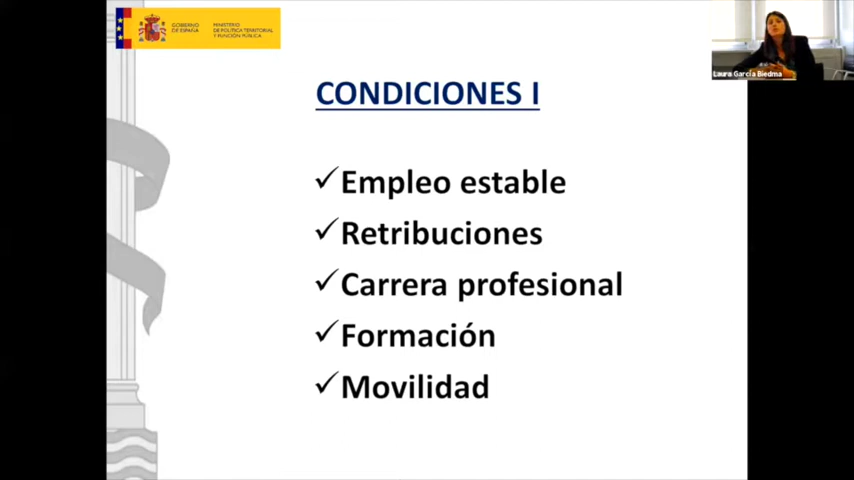 GOBIERNO
DE ESPAÑA
MINISTERIO
DE POLÍTICA TERRITORIAL
Y FUNCIÓN PÚBLICA
Laura García Biedma
CONDICIONES I
✓Empleo estable
✓Retribuciones
✓Carrera profesional
✓Formación
✓Movilidad